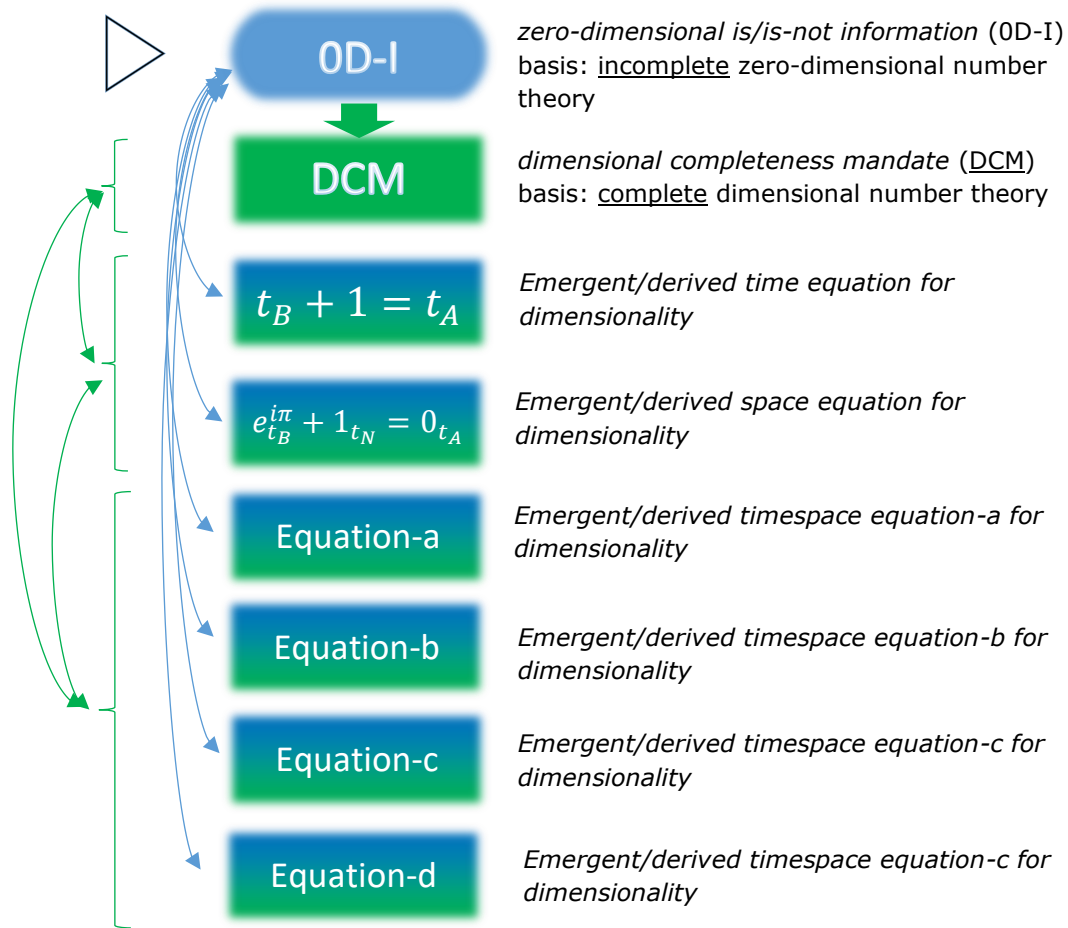 0D-I
zero-dimensional is/is-not information (0D-I)
basis: incomplete zero-dimensional number
theory
DCM
dimensional completeness mandate (DCM)
basis: complete dimensional number theory
t_B + 1 = t_A
Emergent/derived time equation for
dimensionality
e^{iπ}_{t_B} + 1_{t_N} = 0_{t_A}
Emergent/derived space equation for
dimensionality
Equation-a
Emergent/derived timespace equation-a for
dimensionality
Equation-b
Emergent/derived timespace equation-b for
dimensionality
Equation-c
Emergent/derived timespace equation-c for
dimensionality
Equation-d
Emergent/derived timespace equation-c for
dimensionality